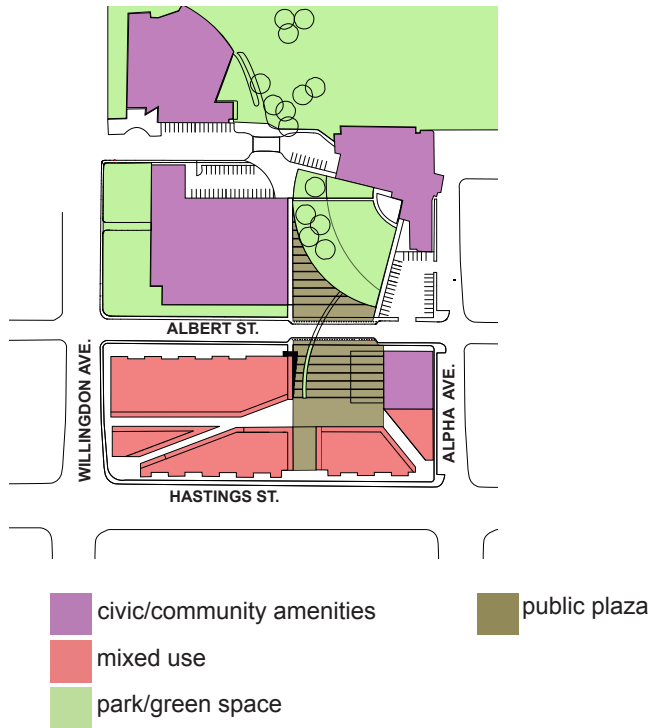 ALBERT ST.
WILLINGDON AVE.
ALPHA AVE.
HASTINGS ST.
civic/community amenities
public plaza
mixed use
park/green space